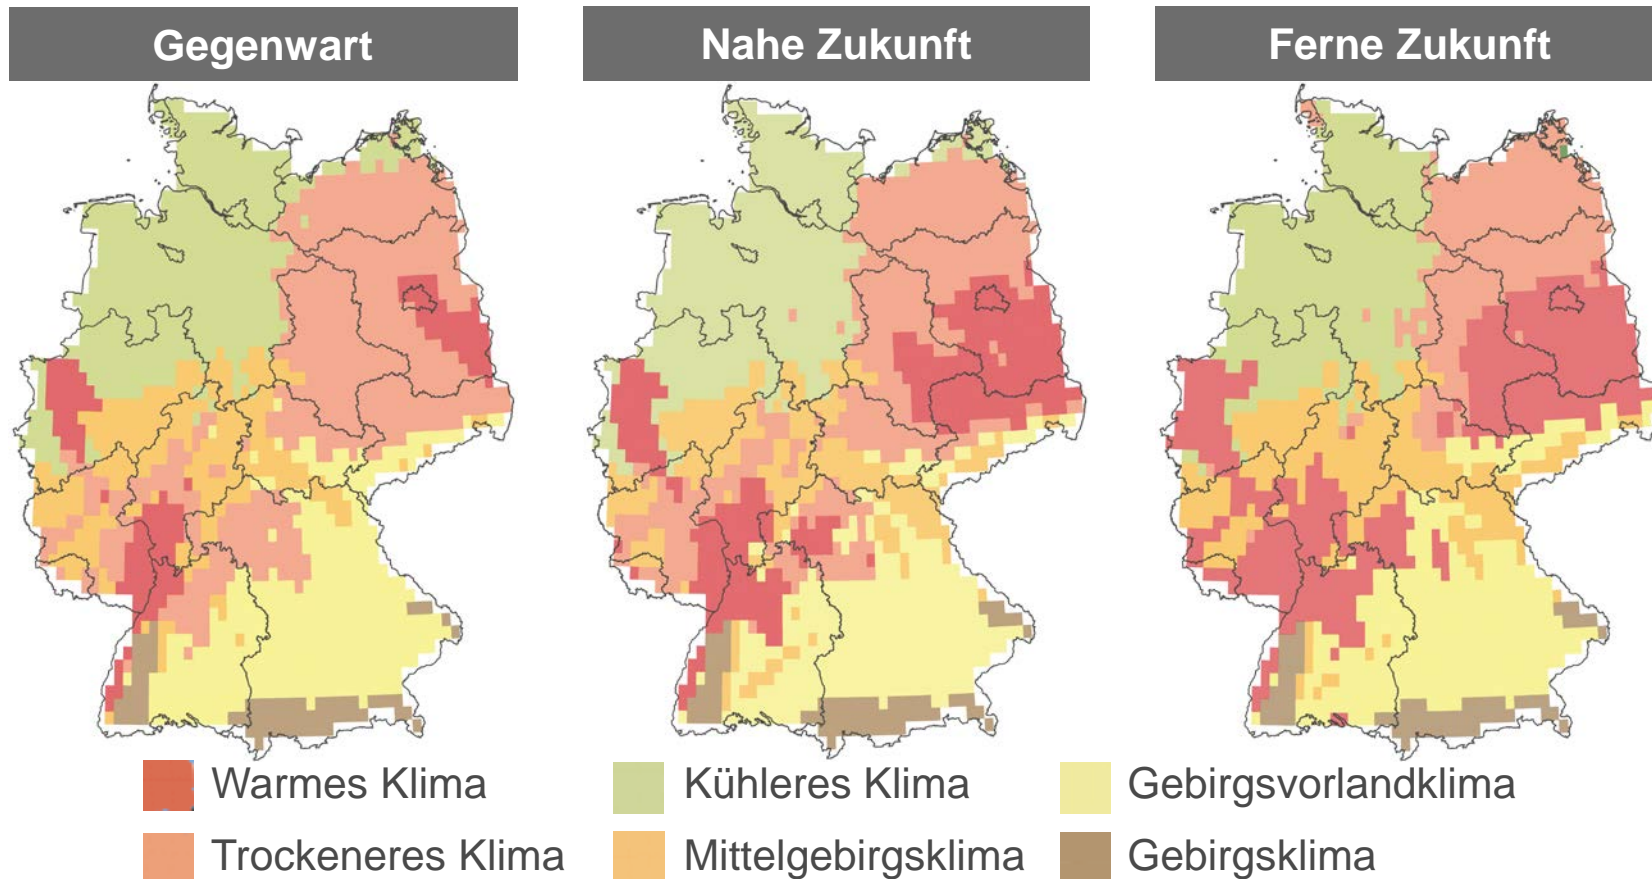 Gegenwart
Nahe Zukunft
Ferne Zukunft
Warmes Klima
Kühleres Klima
Gebirgsvorlandklima
Trockeneres Klima
Mittelgebirgsklima
Gebirgsklima